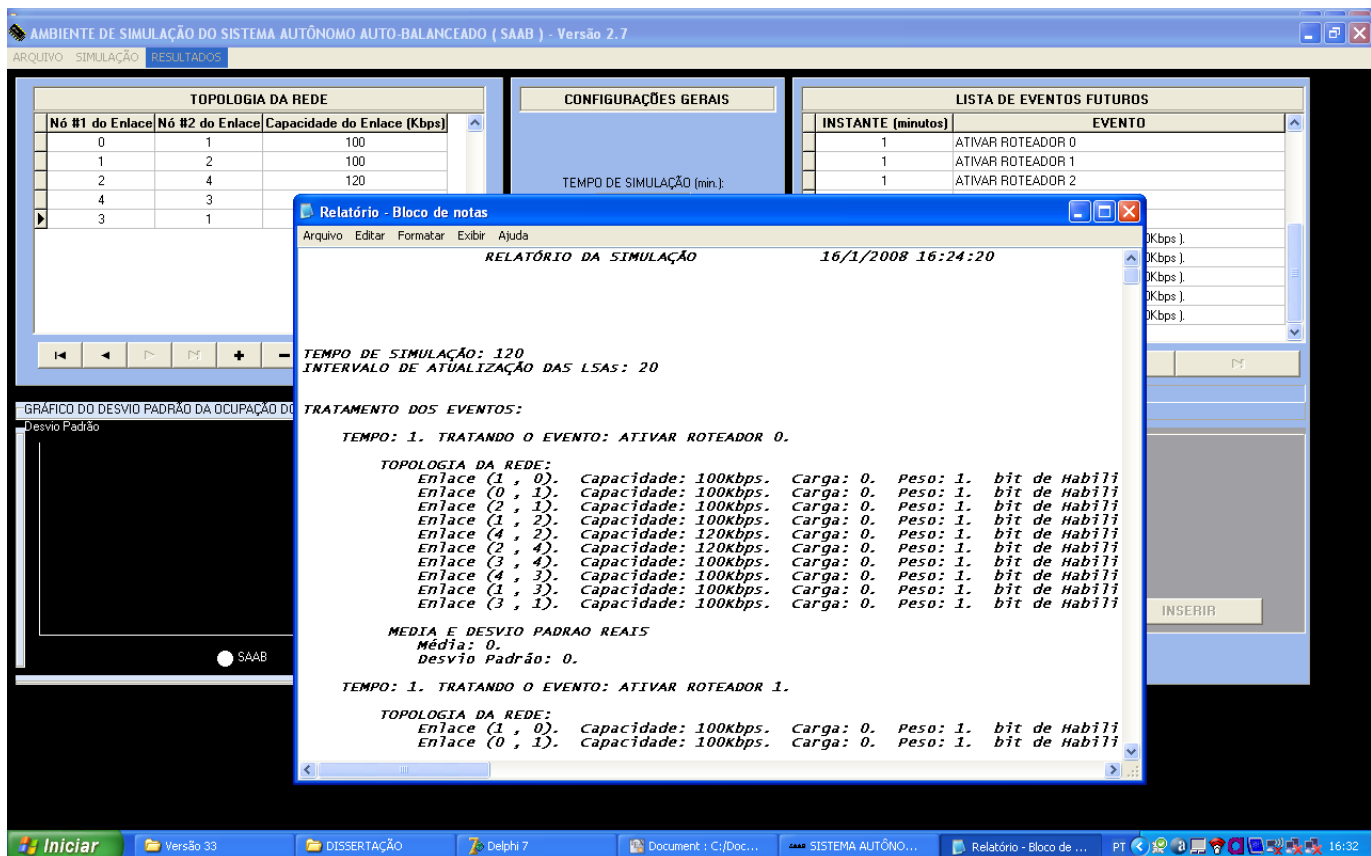 AMBIENTE DE SIMULAÇÃO DO SISTEMA AUTÔNOMO AUTO-BALANCEADO ( SAAB ) - Versão 2.7
ARQUIVO SIMULAÇÃO RESULTADOS
TOPOLOGIA DA REDE
Nó #1 do Enlace Nó #2 do Enlace Capacidade do Enlace (Kbps)
0 1 100
1 2 100
2 4 120
4 3
3 1
CONFIGURAÇÕES GERAIS
TEMPO DE SIMULAÇÃO (min.):
LISTA DE EVENTOS FUTUROS
INSTANTE (minutos) EVENTO
1 ATIVAR ROTEADOR 0
1 ATIVAR ROTEADOR 1
1 ATIVAR ROTEADOR 2
0Kbps ).
0Kbps ).
0Kbps ).
0Kbps ).
0Kbps ).
GRÁFICO DO DESVIO PADRÃO DA OCUPAÇÃO DO
Desvio Padrão
SAAB
INSERIR
Relatório - Bloco de notas
Arquivo Editar Formatar Exibir Ajuda
RELATÓRIO DA SIMULAÇÃO 16/1/2008 16:24:20
TEMPO DE SIMULAÇÃO: 120
INTERVALO DE ATUALIZAÇÃO DAS LSAS: 20
TRATAMENTO DOS EVENTOS:
TEMPO: 1. TRATANDO O EVENTO: ATIVAR ROTEADOR 0.
TOPOLOGIA DA REDE:
Enlace (1 , 0). Capacidade: 100Kbps. Carga: 0. Peso: 1. bit de Habili
Enlace (0 , 1). Capacidade: 100Kbps. Carga: 0. Peso: 1. bit de Habili
Enlace (2 , 1). Capacidade: 100Kbps. Carga: 0. Peso: 1. bit de Habili
Enlace (1 , 2). Capacidade: 100Kbps. Carga: 0. Peso: 1. bit de Habili
Enlace (4 , 2). Capacidade: 120Kbps. Carga: 0. Peso: 1. bit de Habili
Enlace (2 , 4). Capacidade: 120Kbps. Carga: 0. Peso: 1. bit de Habili
Enlace (3 , 4). Capacidade: 100Kbps. Carga: 0. Peso: 1. bit de Habili
Enlace (4 , 3). Capacidade: 100Kbps. Carga: 0. Peso: 1. bit de Habili
Enlace (1 , 3). Capacidade: 100Kbps. Carga: 0. Peso: 1. bit de Habili
Enlace (3 , 1). Capacidade: 100Kbps. Carga: 0. Peso: 1. bit de Habili
MEDIA E DESVIO PADRAO REAIS
Média: 0.
Desvio Padrão: 0.
TEMPO: 1. TRATANDO O EVENTO: ATIVAR ROTEADOR 1.
TOPOLOGIA DA REDE:
Enlace (1 , 0). Capacidade: 100Kbps. Carga: 0. Peso: 1. bit de Habili
Enlace (0 , 1). Capacidade: 100Kbps. Carga: 0. Peso: 1. bit de Habili
Iniciar Versão 33 DISSERTAÇÃO Delphi 7 Document : C:/Doc... SISTEMA AUTÔNO... Relatório - Bloco de ... PT 16:32